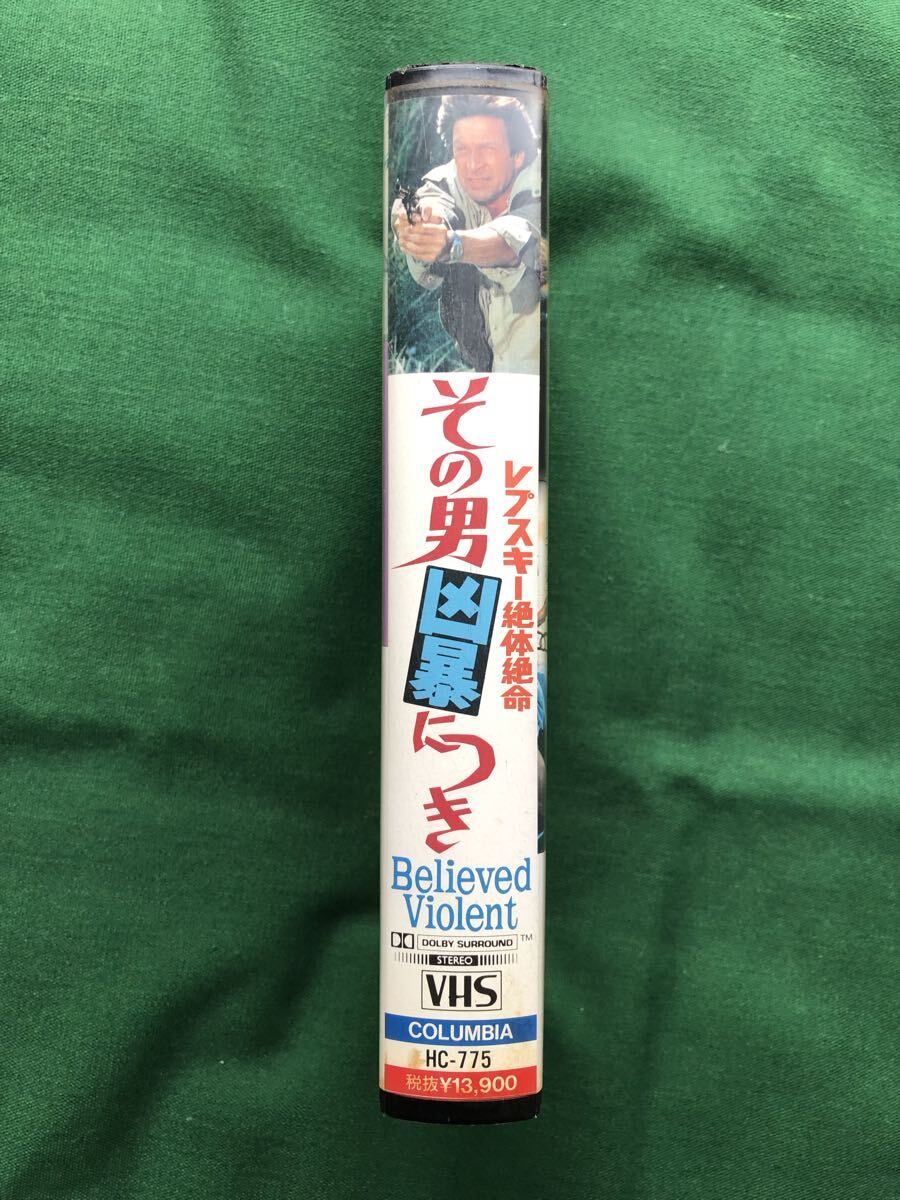 レプスキー絶体絶命
その男凶暴につき
Believed
Violent
DOLBY SURROUND TM
STEREO
VHS
COLUMBIA
HC-775
税抜¥13,900